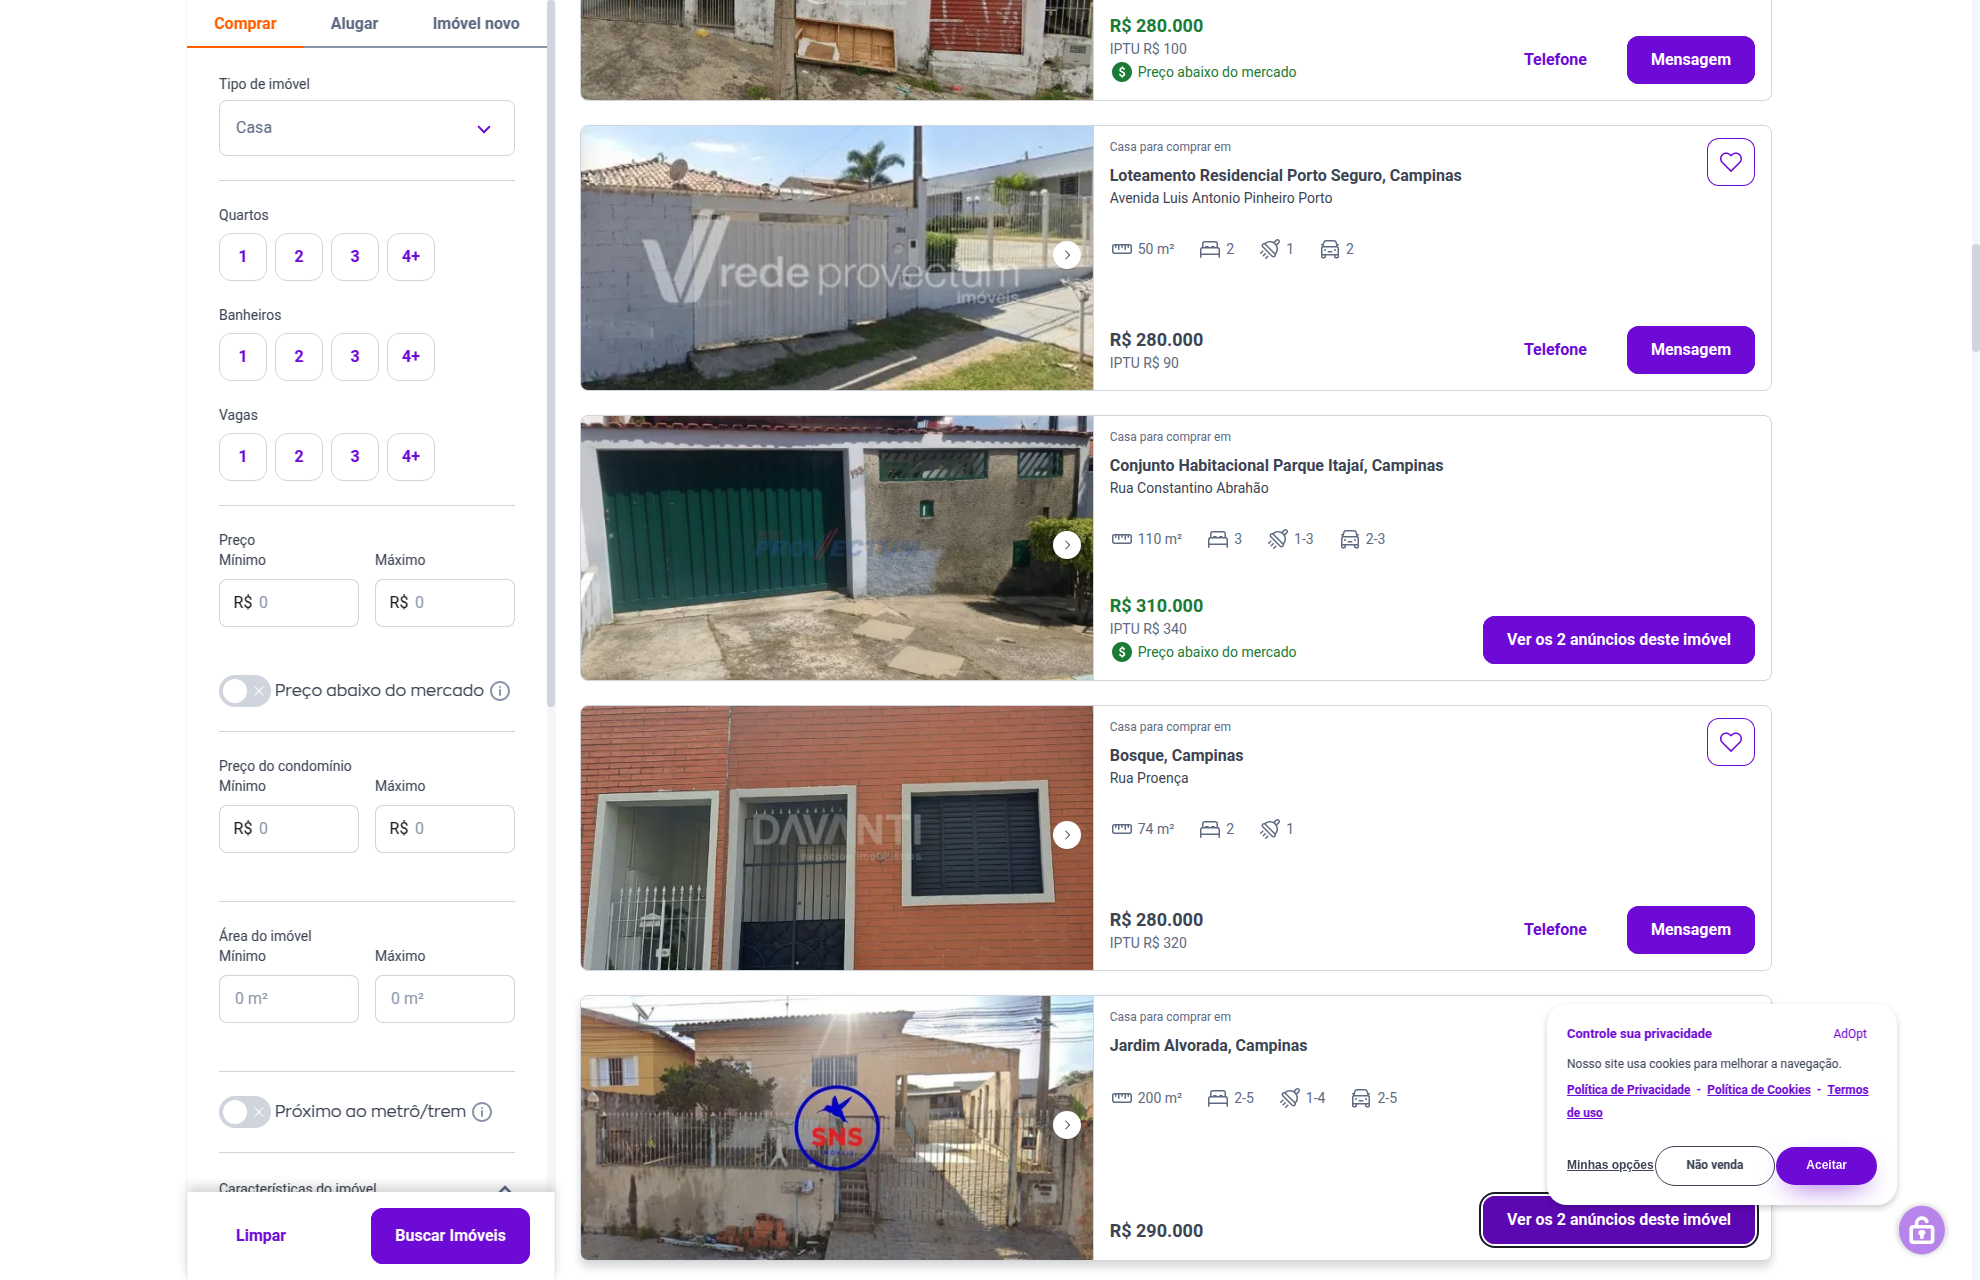 Comprar
Alugar
Imóvel novo
Tipo de imóvel
Casa
Quartos
1
2
3
4+
Banheiros
1
2
3
4+
Vagas
1
2
3
4+
Preço
Mínimo
Máximo
R$ 0
R$ 0
Preço abaixo do mercado
Preço do condomínio
Mínimo
Máximo
R$ 0
R$ 0
Área do imóvel
Mínimo
Máximo
0 m²
0 m²
Próximo ao metrô/trem
Características do imóvel
Limpar
Buscar Imóveis
R$ 280.000
IPTU R$ 100
Preço abaixo do mercado
Telefone
Mensagem
rede provectum
imóveis
Casa para comprar em
Loteamento Residencial Porto Seguro, Campinas
Avenida Luis Antonio Pinheiro Porto
50 m²
2
1
2
R$ 280.000
IPTU R$ 90
Telefone
Mensagem
193
PROVECTUM
Casa para comprar em
Conjunto Habitacional Parque Itajaí, Campinas
Rua Constantino Abrahão
110 m²
3
1-3
2-3
R$ 310.000
IPTU R$ 340
Preço abaixo do mercado
Ver os 2 anúncios deste imóvel
DAVANTI
negócios imobiliários
Casa para comprar em
Bosque, Campinas
Rua Proença
74 m²
2
1
R$ 280.000
IPTU R$ 320
Telefone
Mensagem
SNS
IMÓVEIS
Casa para comprar em
Jardim Alvorada, Campinas
200 m²
2-5
1-4
2-5
R$ 290.000
Ver os 2 anúncios deste imóvel
Controle sua privacidade
AdOpt
Nosso site usa cookies para melhorar a navegação.
Política de Privacidade - Política de Cookies - Termos
de uso
Minhas opções
Não venda
Aceitar